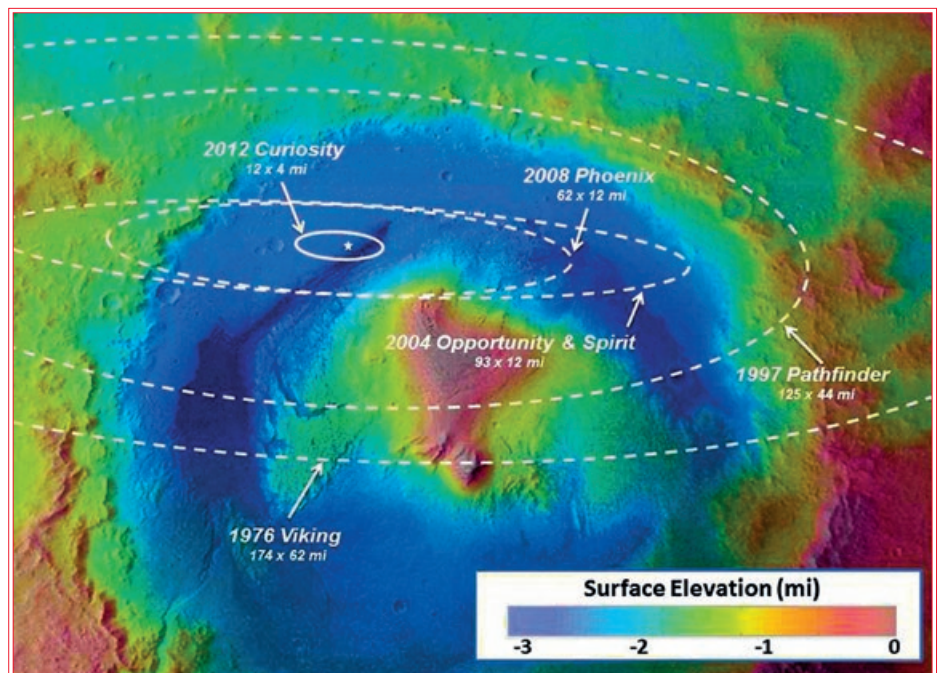 2012 Curiosity
12 x 4 mi
2008 Phoenix
62 x 12 mi
2004 Opportunity & Spirit
93 x 12 mi
1997 Pathfinder
125 x 44 mi
1976 Viking
174 x 62 mi
Surface Elevation (mi)
-3 -2 -1 0